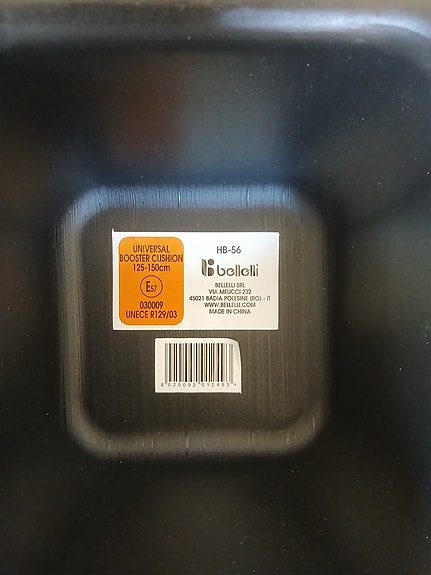 UNIVERSAL
BOOSTER CUSHION
125-150cm
E57
030009
UNECE R129/03
HB-56
bellelli
BELLELLI SRL
VIA MEUCCI 232
45021 BADIA POLESINE (RO) - IT
WWW.BELLELLI.COM
MADE IN CHINA